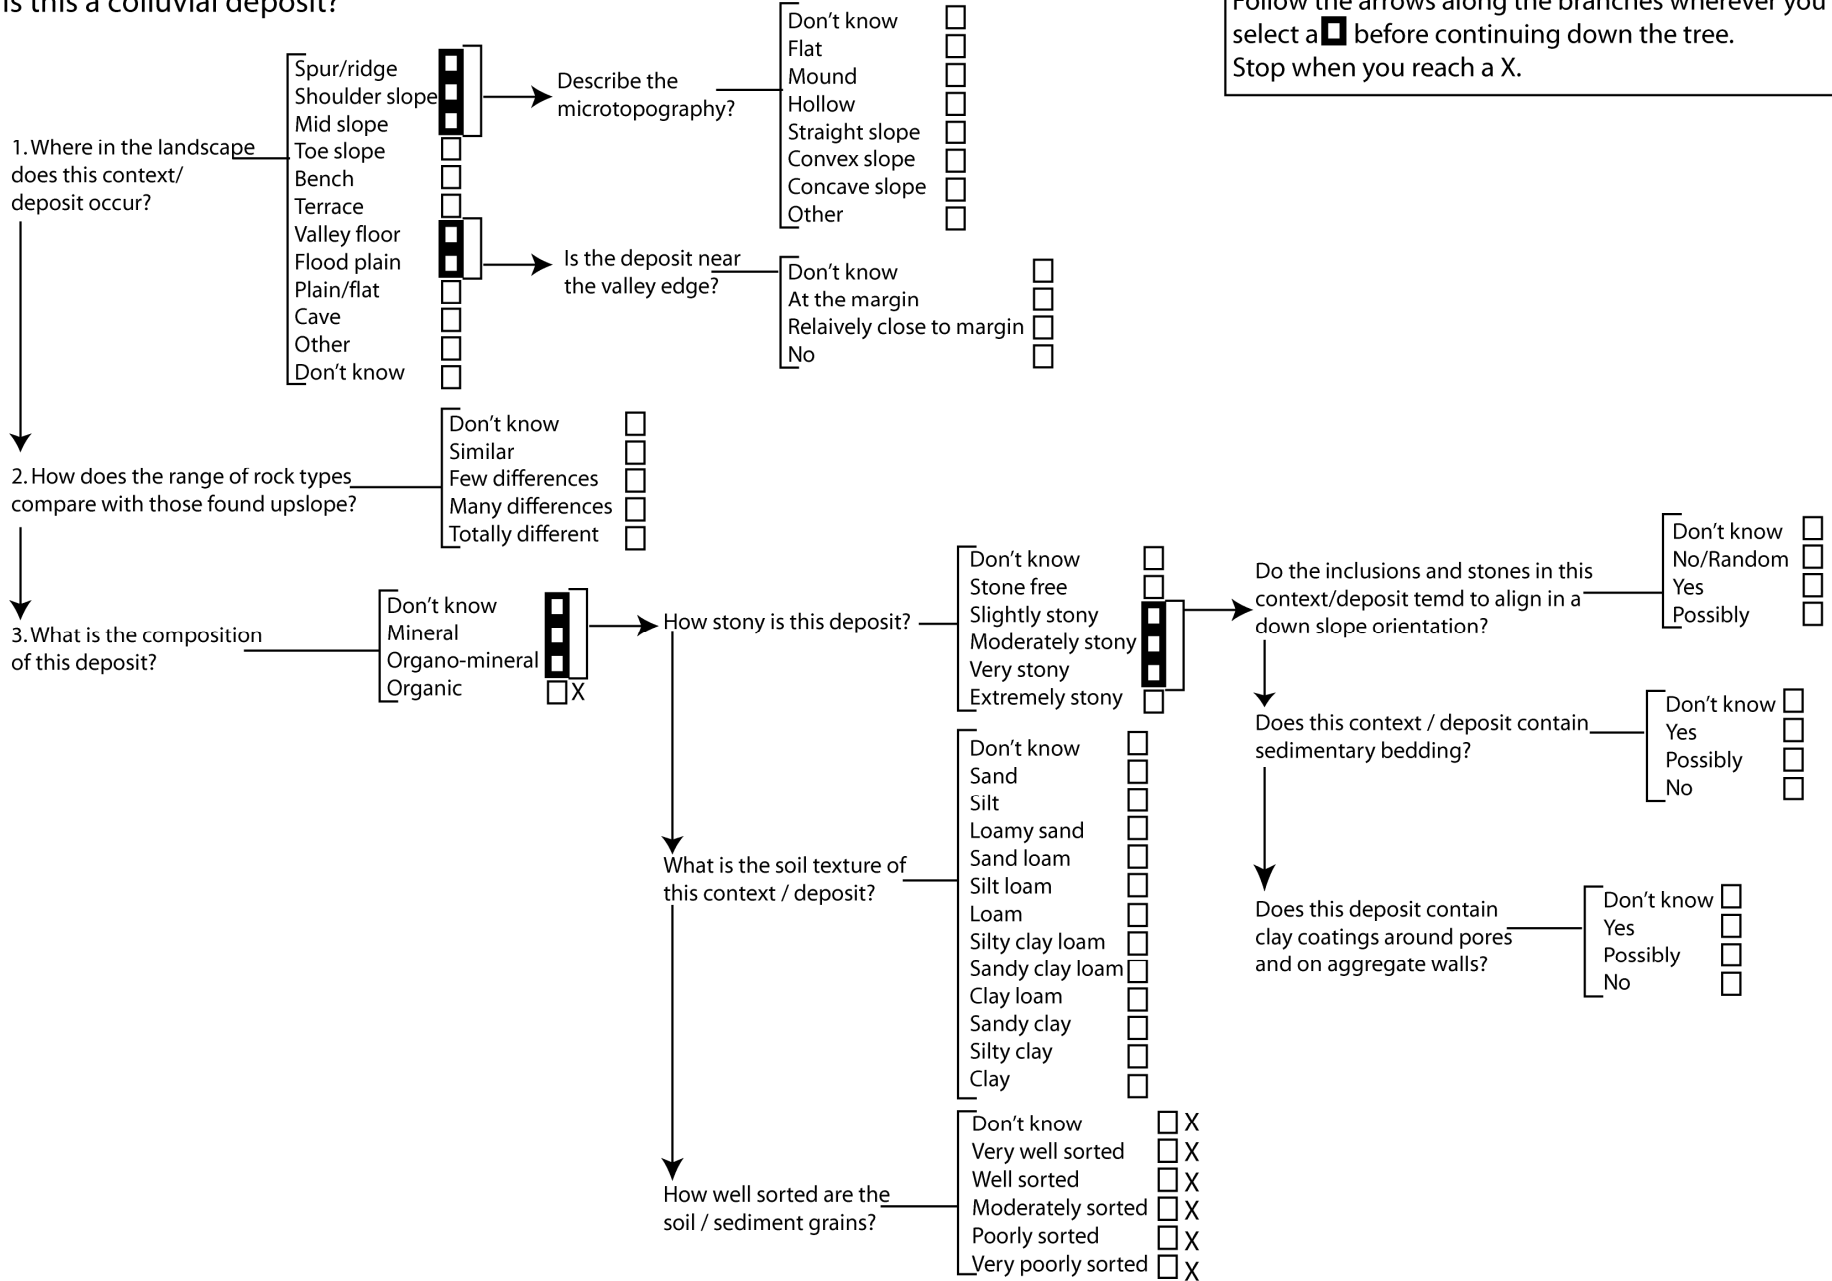 is this a colluvial deposit?
Follow the arrows along the branches wherever you
select a before continuing down the tree.
Stop when you reach a X.
1. Where in the landscape
does this context/
deposit occur?
Spur/ridge
Shoulder slope
Mid slope
Toe slope
Bench
Terrace
Valley floor
Flood plain
Plain/flat
Cave
Other
Don't know
Describe the
microtopography?
Don't know
Flat
Mound
Hollow
Straight slope
Convex slope
Concave slope
Other
Is the deposit near
the valley edge?
Don't know
At the margin
Relaively close to margin
No
2. How does the range of rock types
compare with those found upslope?
Don't know
Similar
Few differences
Many differences
Totally different
3. What is the composition
of this deposit?
Don't know
Mineral
Organo-mineral
Organic X
How stony is this deposit?
Don't know
Stone free
Slightly stony
Moderately stony
Very stony
Extremely stony
Do the inclusions and stones in this
context/deposit temd to align in a
down slope orientation?
Don't know
No/Random
Yes
Possibly
Does this context / deposit contain
sedimentary bedding?
Don't know
Yes
Possibly
No
Does this deposit contain
clay coatings around pores
and on aggregate walls?
Don't know
Yes
Possibly
No
What is the soil texture of
this context / deposit?
Don't know
Sand
Silt
Loamy sand
Sand loam
Silt loam
Loam
Silty clay loam
Sandy clay loam
Clay loam
Sandy clay
Silty clay
Clay
How well sorted are the
soil / sediment grains?
Don't know X
Very well sorted X
Well sorted X
Moderately sorted X
Poorly sorted X
Very poorly sorted X